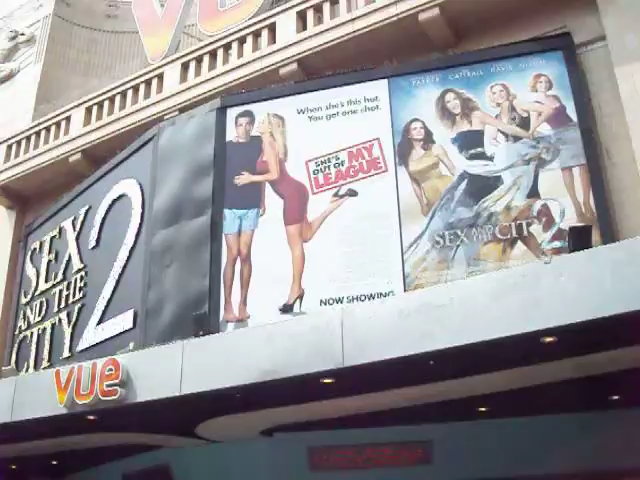 vue
SEX
AND THE
CITY
2
When she's this hot,
You get one shot.
SHE'S
OUT OF MY
LEAGUE
NOW SHOWING
PARKER CATTRALL DAVIS NIXON
SEX AND THE CITY 2
vue